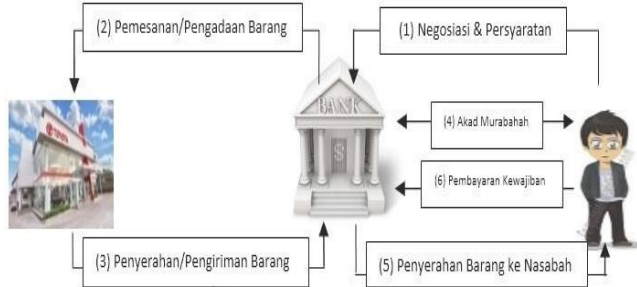 (2) Pemesanan/Pengadaan Barang
(1) Negosiasi & Persyaratan
BANK
(4) Akad Murabahah
(6) Pembayaran Kewajiban
(3) Penyerahan/Pengiriman Barang
(5) Penyerahan Barang ke Nasabah